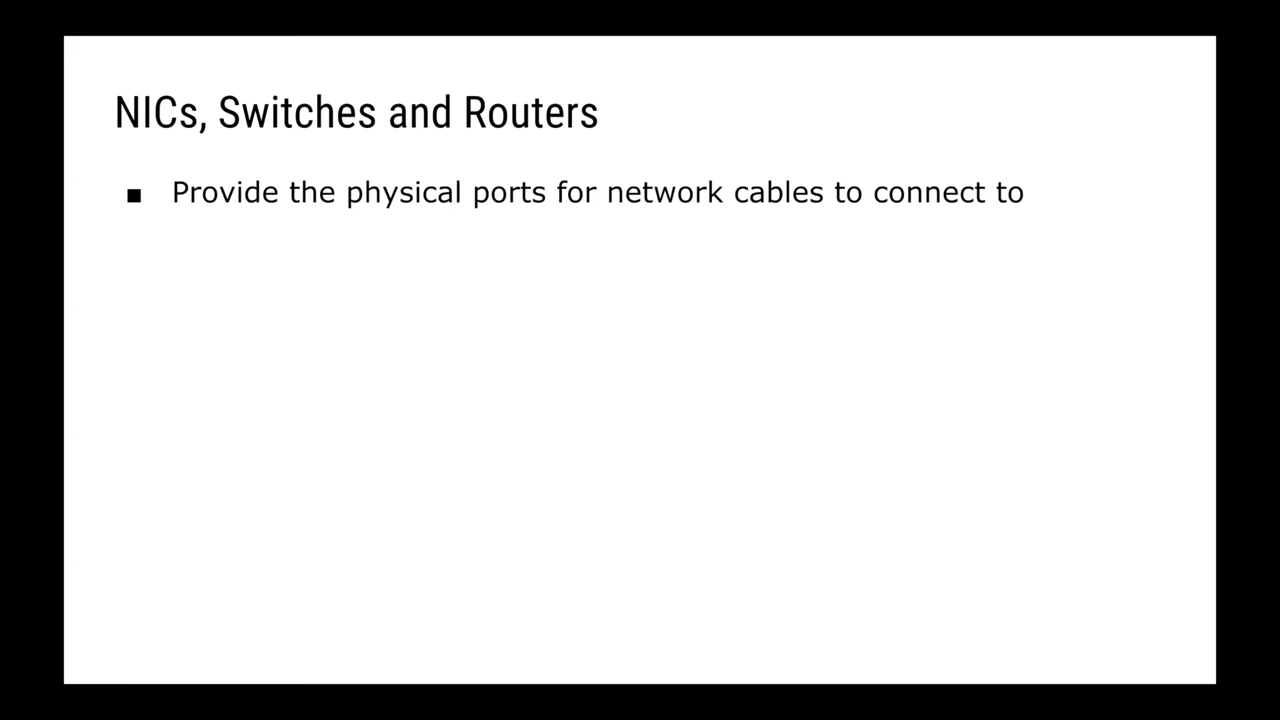 NICs, Switches and Routers
▪ Provide the physical ports for network cables to connect to